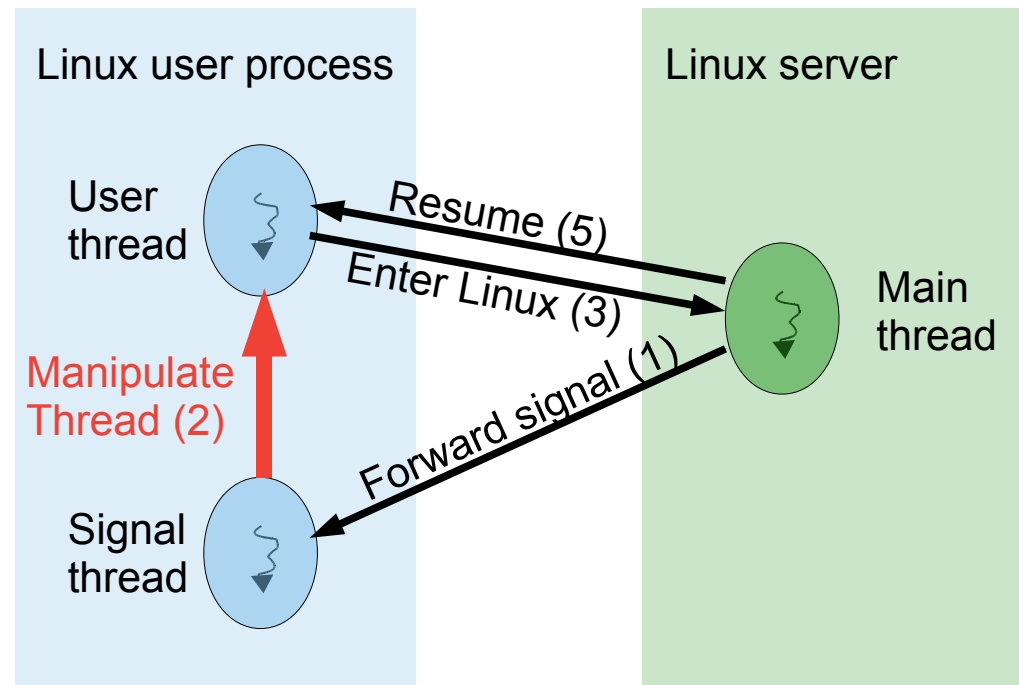 Linux user process
Linux server
User
thread
Resume (5)
Enter Linux (3)
Main
thread
Manipulate
Thread (2)
Forward signal (1)
Signal
thread